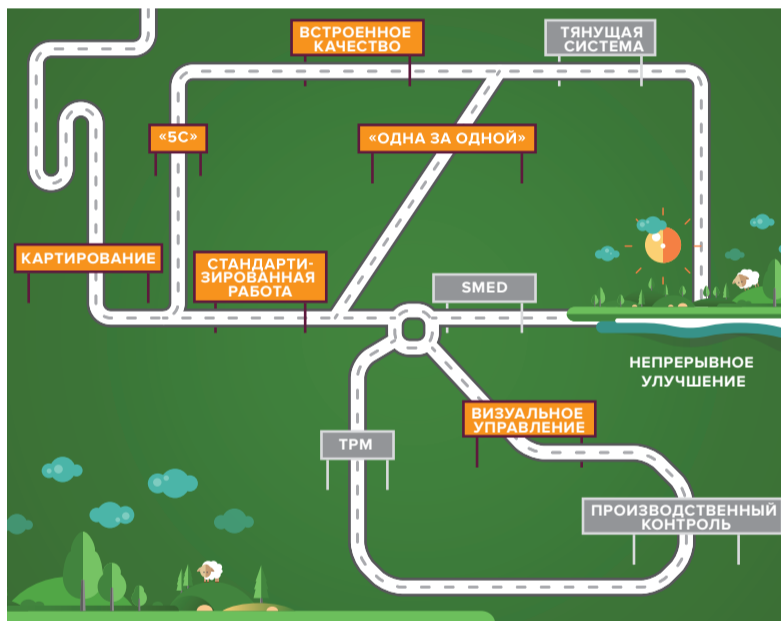 ВСТРОЕННОЕ
КАЧЕСТВО
ТЯНУЩАЯ
СИСТЕМА
«5С»
«ОДНА ЗА ОДНОЙ»
КАРТИРОВАНИЕ
СТАНДАРТИ-
ЗИРОВАННАЯ
РАБОТА
SMED
НЕПРЕРЫВНОЕ
УЛУЧШЕНИЕ
ВИЗУАЛЬНОЕ
УПРАВЛЕНИЕ
TPM
ПРОИЗВОДСТВЕННЫЙ
КОНТРОЛЬ